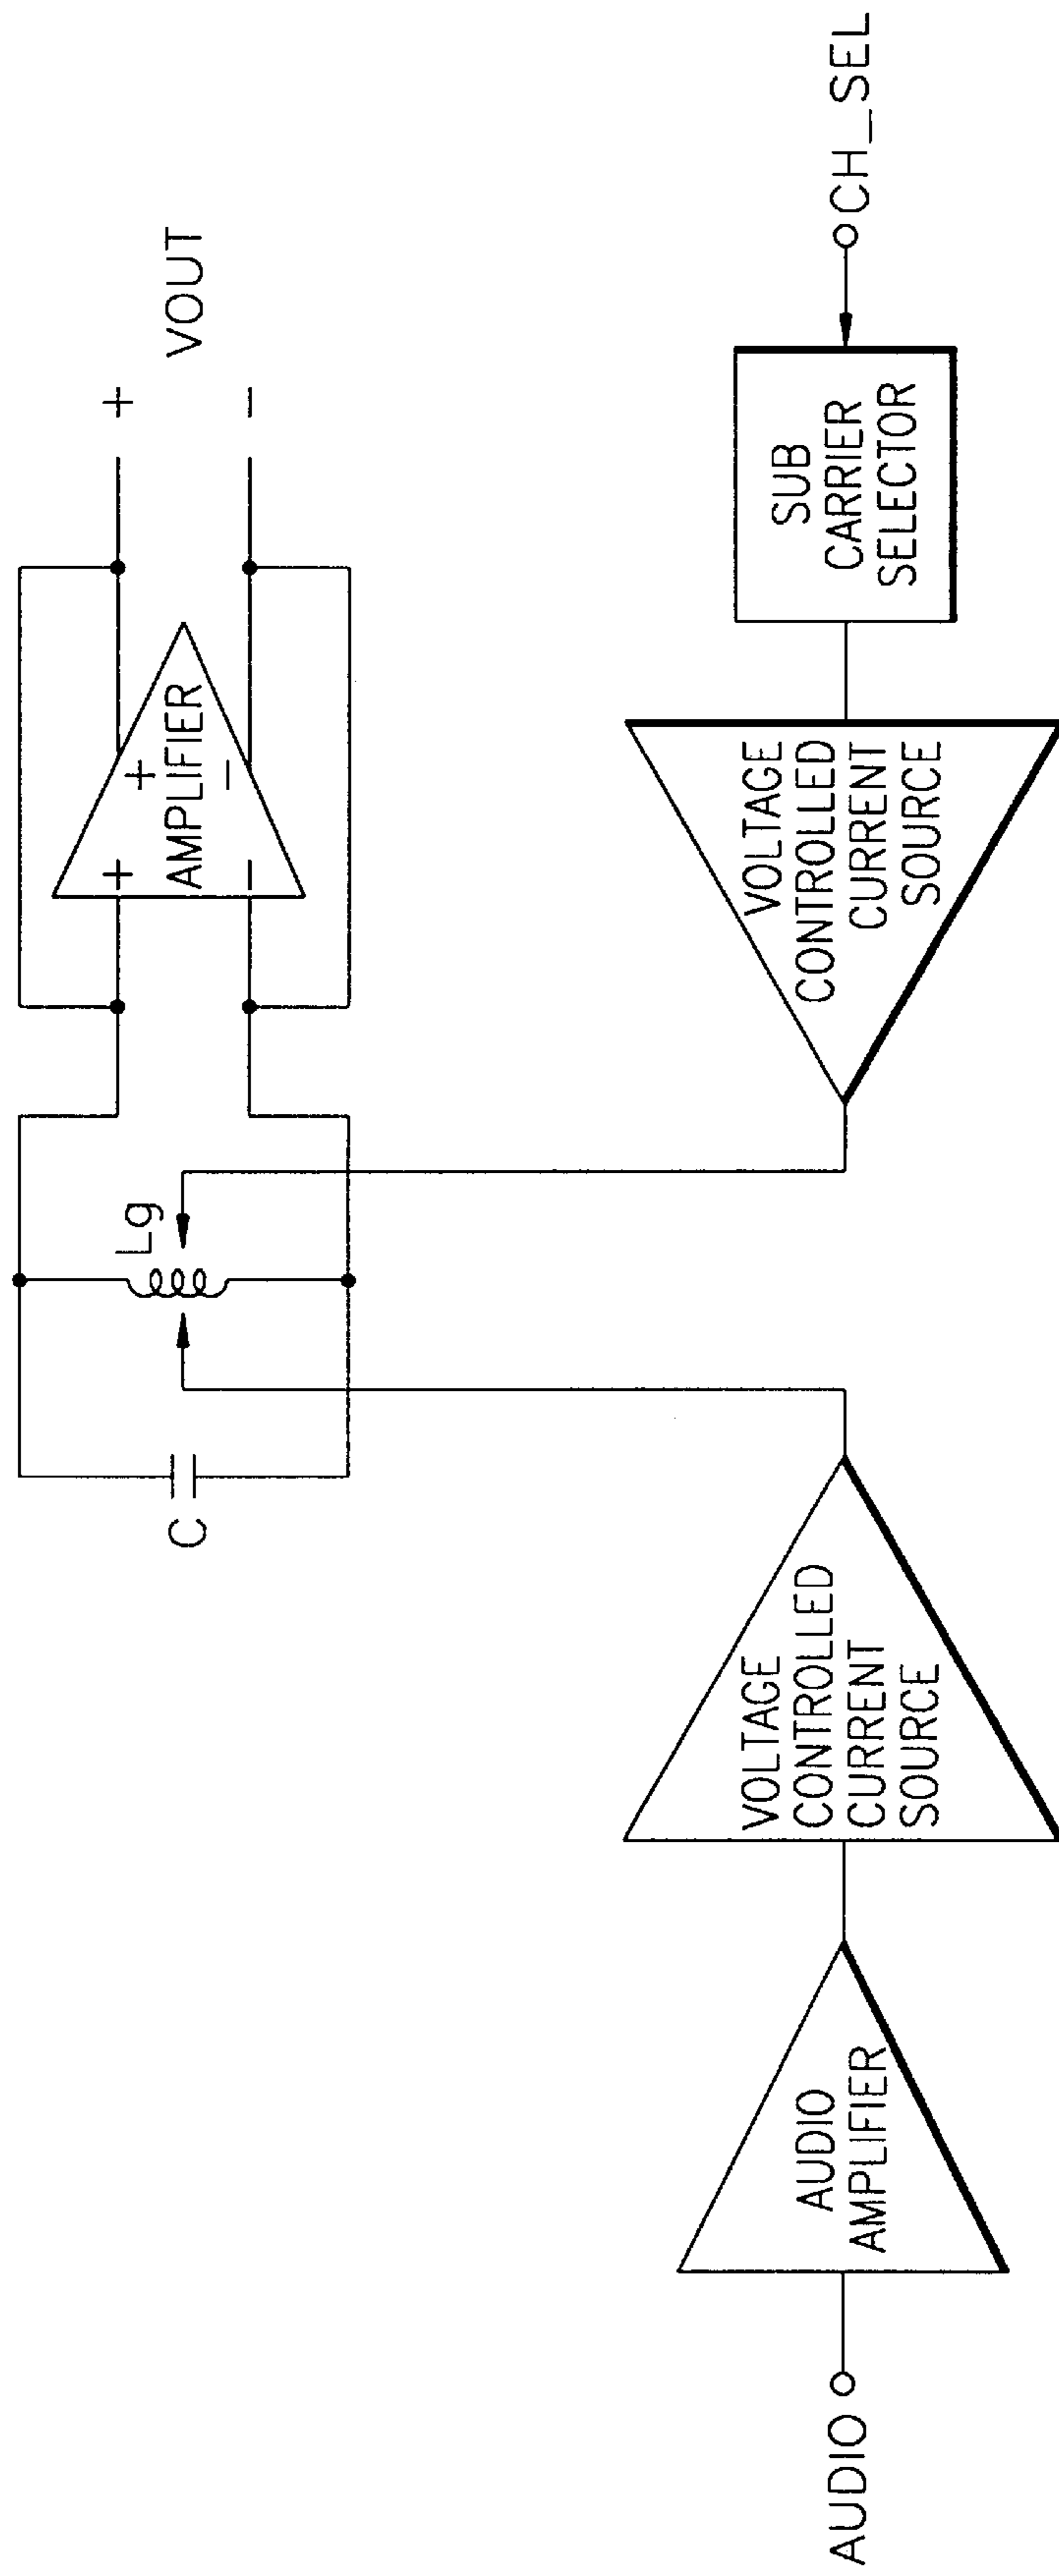 +
VOUT
-
+
+
AMPLIFIER
-
-
Lg
C
AUDIO
AUDIO
AMPLIFIER
VOLTAGE
CONTROLLED
CURRENT
SOURCE
VOLTAGE
CONTROLLED
CURRENT
SOURCE
SUB
CARRIER
SELECTOR
CH_SEL